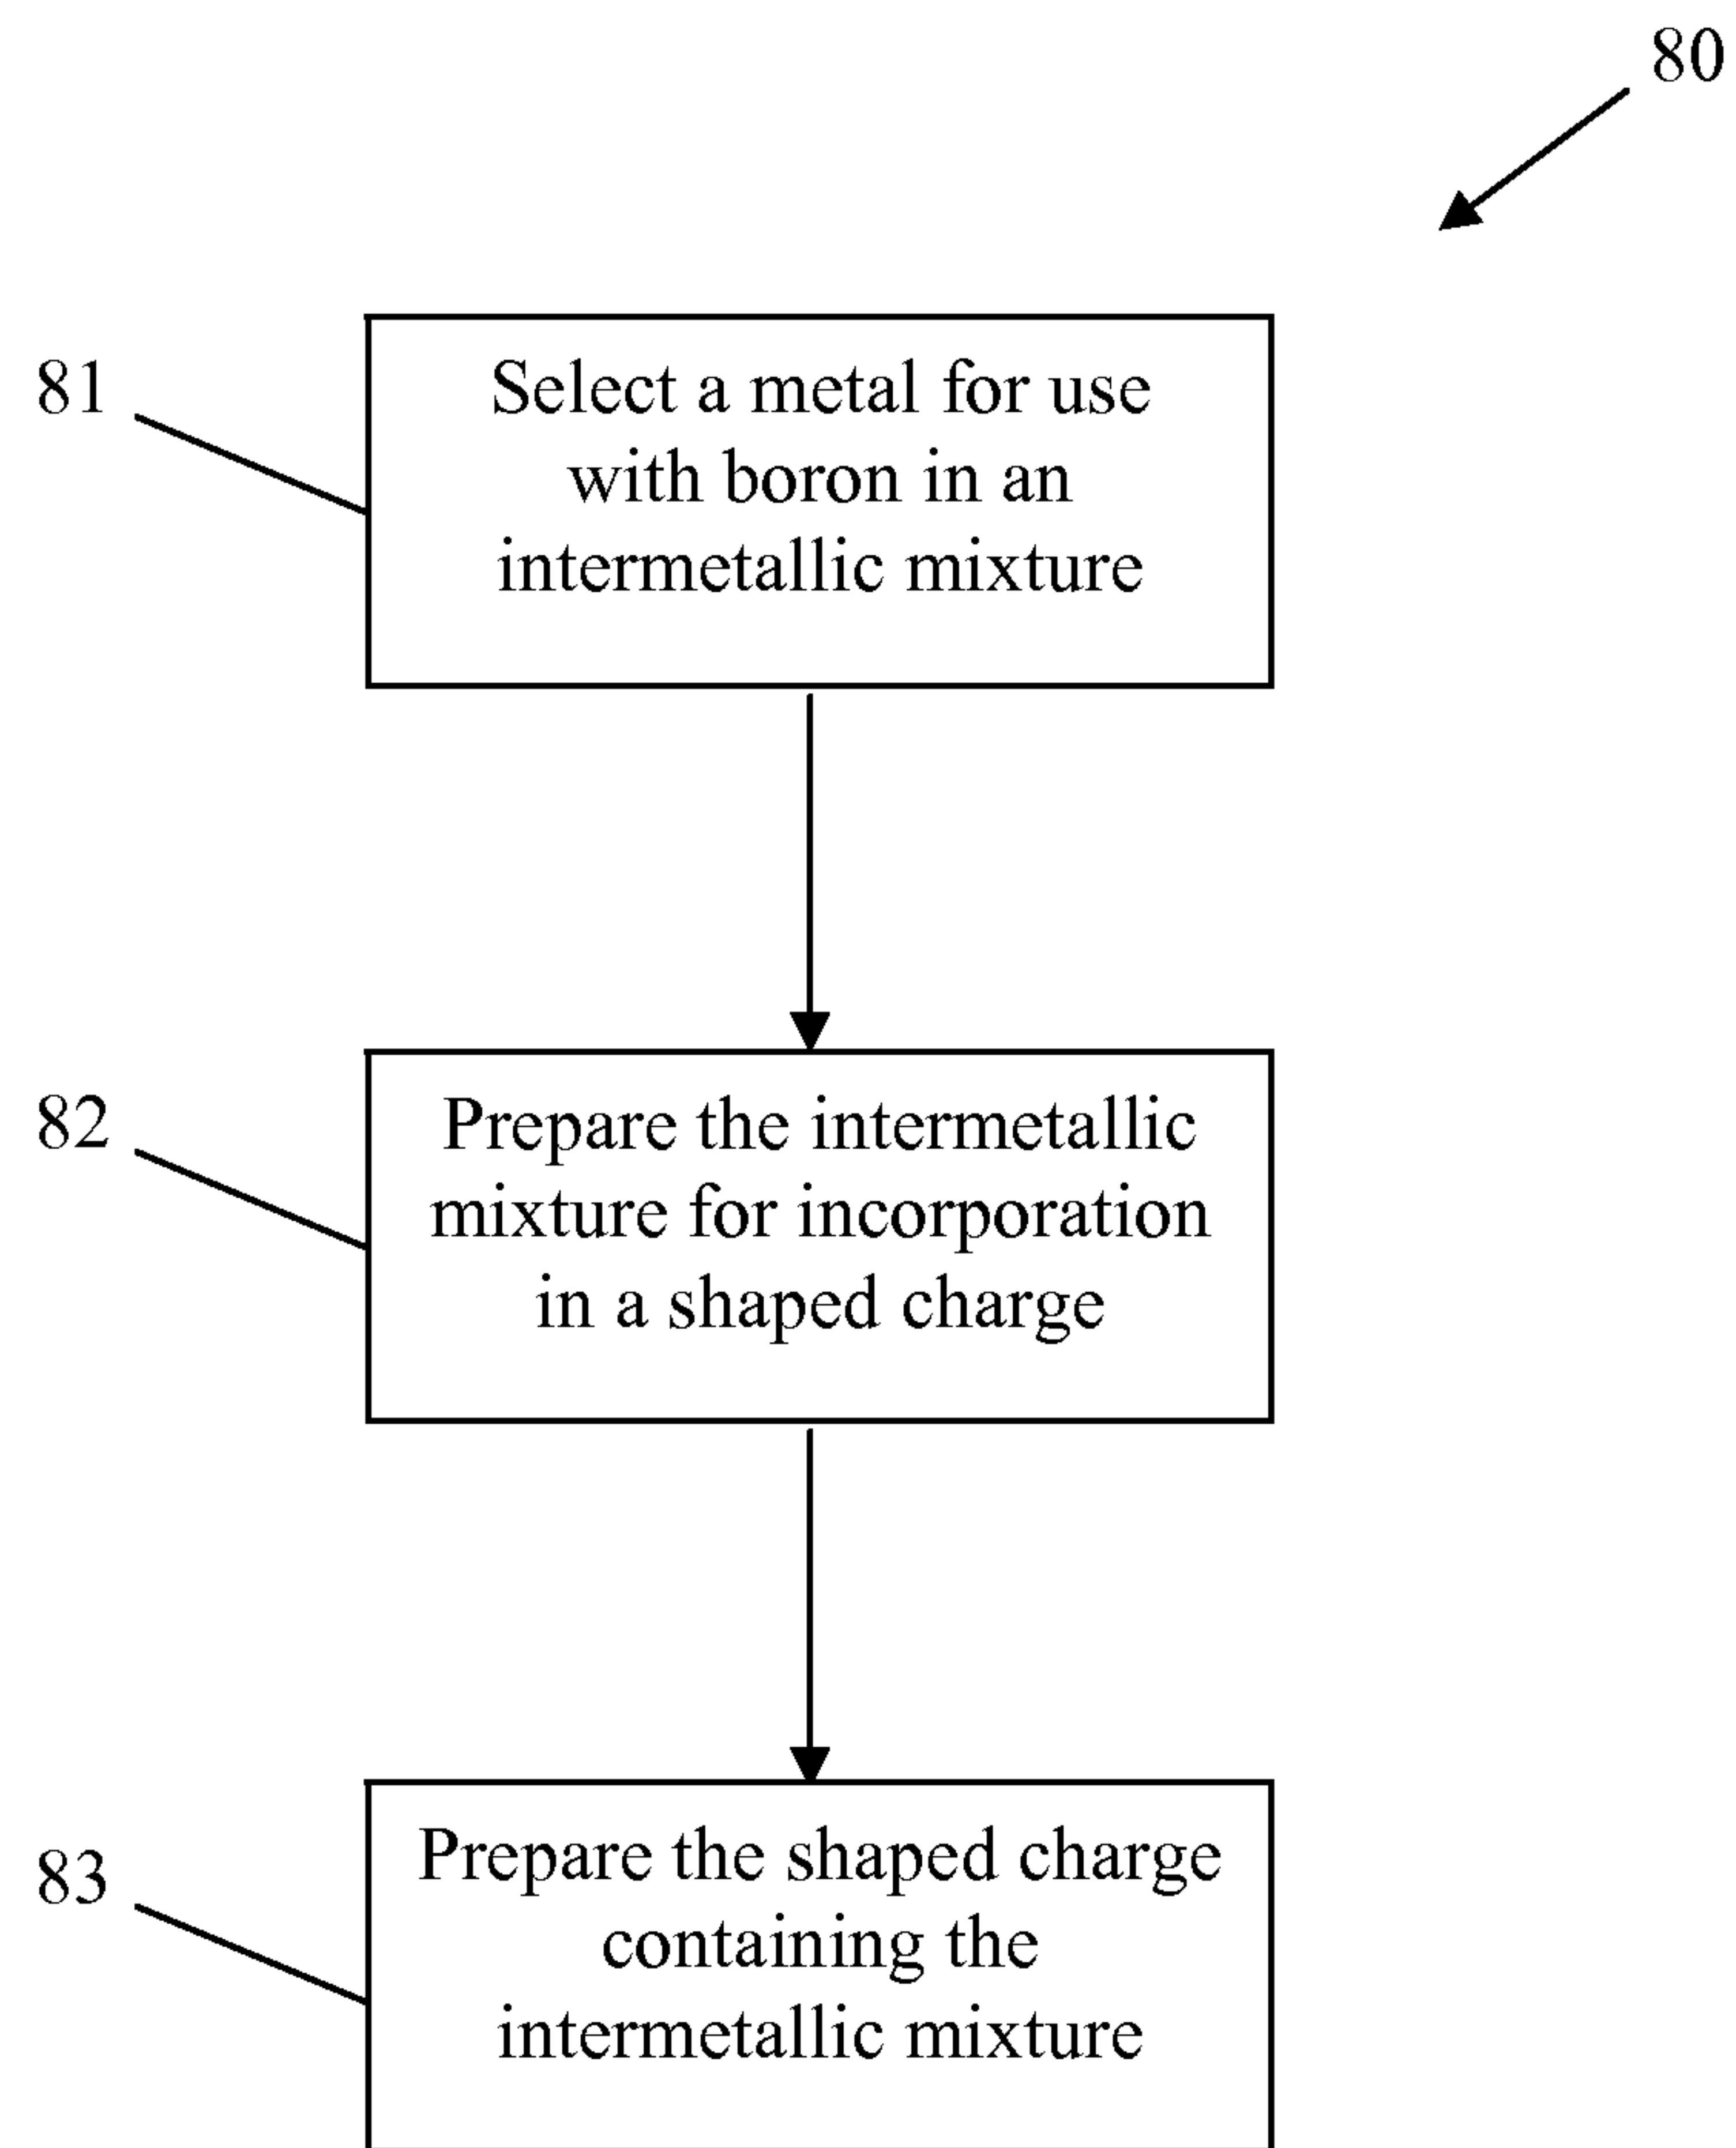 80
81
Select a metal for use
with boron in an
intermetallic mixture
82
Prepare the intermetallic
mixture for incorporation
in a shaped charge
83
Prepare the shaped charge
containing the
intermetallic mixture